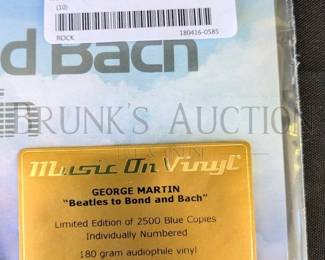 (10)
ROCK 180416-0585
d Bach
BRUNK'S AUCTION
Music On Vinyl
GEORGE MARTIN
"Beatles to Bond and Bach"
Limited Edition of 2500 Blue Copies
Individually Numbered
180 gram audiophile vinyl